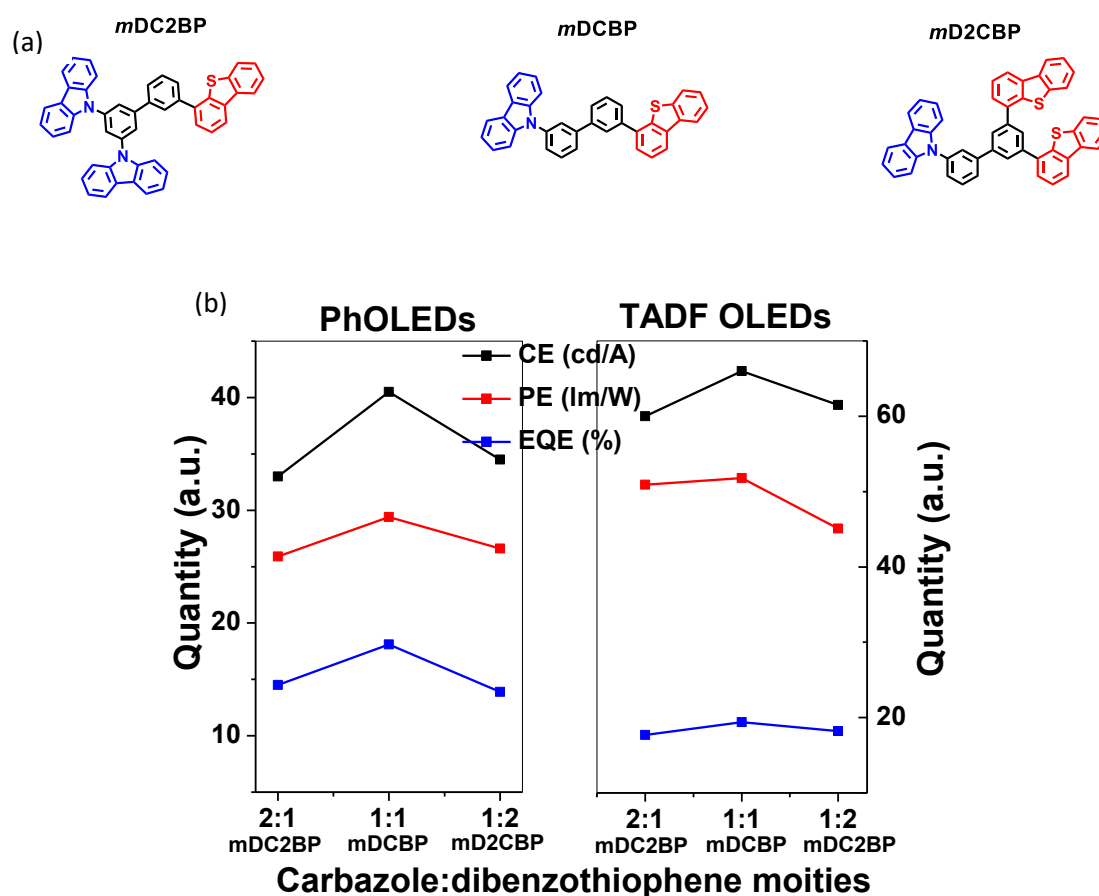 (a)
mDC2BP
mDCBP
mD2CBP
S
N
N
N
S
S
N
S
(b)
PhOLEDs
TADF OLEDs
CE (cd/A)
PE (lm/W)
EQE (%)
Quantity (a.u.)
40
30
20
10
60
40
20
Quantity (a.u.)
2:1
1:1
1:2
mDC2BP
mDCBP
mD2CBP
2:1
1:1
1:2
mDC2BP
mDCBP
mDC2BP
Carbazole:dibenzothiophene moities